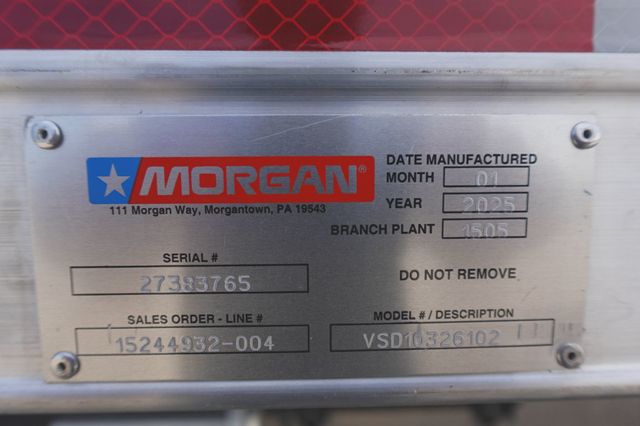 MORGAN®
111 Morgan Way, Morgantown, PA 19543
DATE MANUFACTURED
MONTH 01
YEAR 2025
BRANCH PLANT 1505
SERIAL #
27383765
DO NOT REMOVE
SALES ORDER - LINE #
15244932-004
MODEL # / DESCRIPTION
VSD10326102